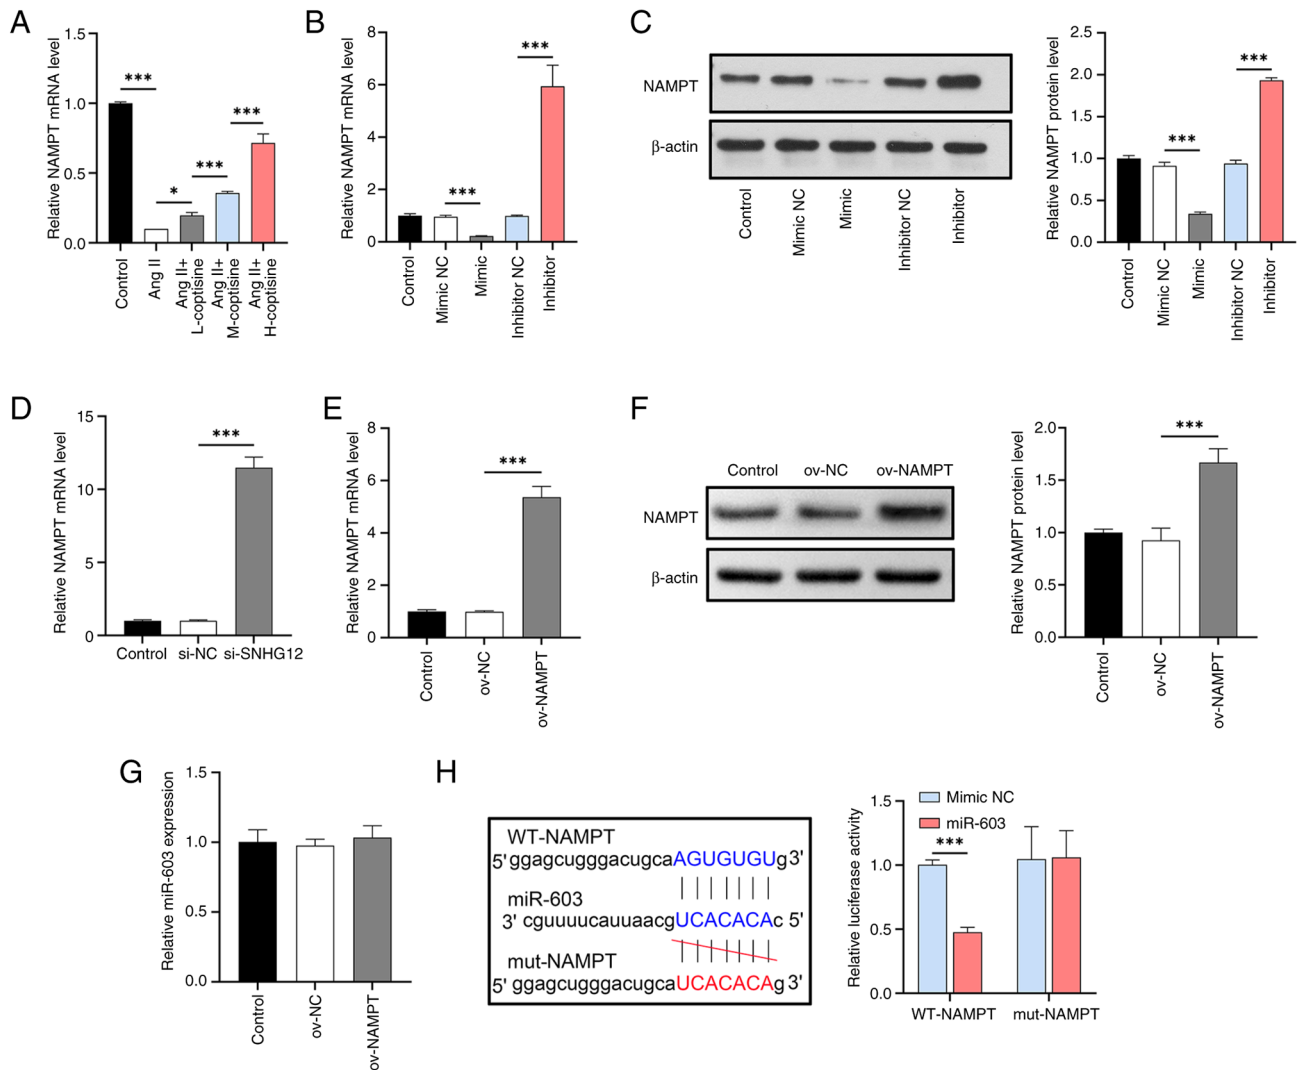 A
Relative NAMPT mRNA level
1.5
1.0
0.5
0.0
***
*
***
***
Control
Ang II
Ang II+
L-coptisine
Ang II+
M-coptisine
Ang II+
H-coptisine
B
Relative NAMPT mRNA level
8
6
4
2
0
***
***
Control
Mimic NC
Mimic
Inhibitor NC
Inhibitor
C
NAMPT
β-actin
Control
Mimic NC
Mimic
Inhibitor NC
Inhibitor
Relative NAMPT protein level
2.5
2.0
1.5
1.0
0.5
0.0
***
***
Control
Mimic NC
Mimic
Inhibitor NC
Inhibitor
D
Relative NAMPT mRNA level
15
10
5
0
***
Control si-NC si-SNHG12
E
Relative NAMPT mRNA level
8
6
4
2
0
***
Control
ov-NC
ov-NAMPT
F
Control ov-NC ov-NAMPT
NAMPT
β-actin
Relative NAMPT protein level
2.0
1.5
1.0
0.5
0.0
***
Control
ov-NC
ov-NAMPT
G
Relative miR-603 expression
1.5
1.0
0.5
0.0
Control
ov-NC
ov-NAMPT
H
WT-NAMPT
5' ggagcugggacugcaAGUGUGUg3'
miR-603
3' cguuuucauuaacgUCACACAc 5'
mut-NAMPT
5' ggagcugggacugcaUCACACAg3'
Relative luciferase activity
1.5
1.0
0.5
0.0
Mimic NC
miR-603
***
WT-NAMPT mut-NAMPT